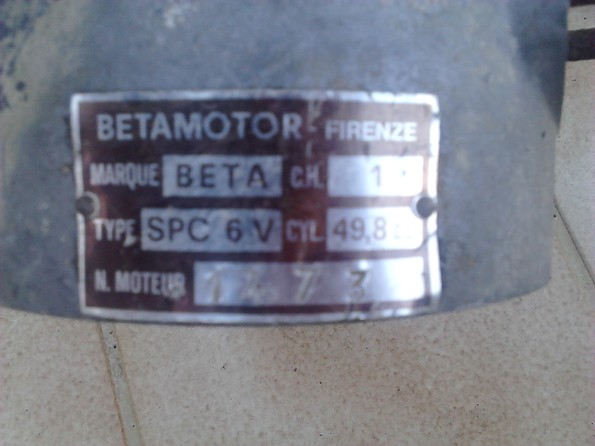 BETAMOTOR - FIRENZE
MARQUE BETA C.H. 1
TYPE SPC 6 V CYL. 49,8
N. MOTEUR